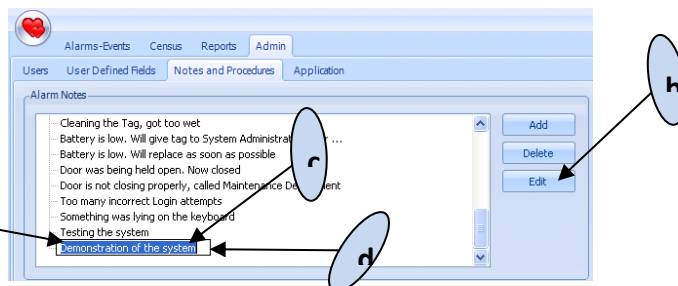 Alarms-Events Census Reports Admin
Users User Defined Fields Notes and Procedures Application
Alarm Notes
Cleaning the Tag, got too wet
Battery is low. Will give tag to System Administrat ...
Battery is low. Will replace as soon as possible
Door was being held open. Now closed
Door is not closing properly, called Maintenance De ent
Too many incorrect Login attempts
Something was lying on the keyboard
Testing the system
Demonstration of the system
Add
Delete
Edit
b
c
d